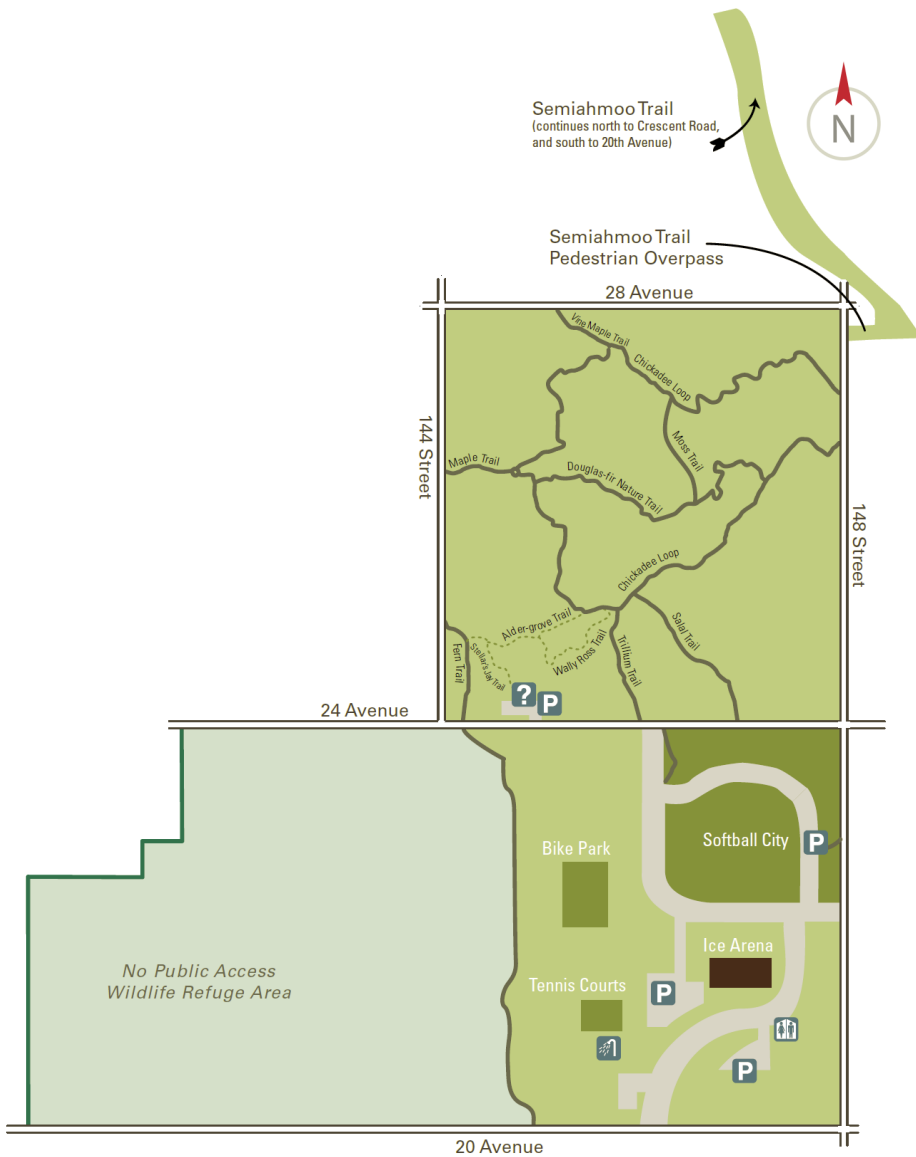 Semiahmoo Trail
(continues north to Crescent Road,
and south to 20th Avenue)
N
Semiahmoo Trail
Pedestrian Overpass
28 Avenue
Vine Maple Trail
Chickadee Loop
144 Street
Maple Trail
Moss Trail
Douglas-fir Nature Trail
148 Street
Chickadee Loop
Alder-grove Trail
Salal Trail
Fern Trail
Stellar's Jay Trail
Wally Ross Trail
Trillium Trail
?
P
24 Avenue
Softball City
P
Bike Park
Ice Arena
No Public Access
Wildlife Refuge Area
Tennis Courts
P
P
20 Avenue